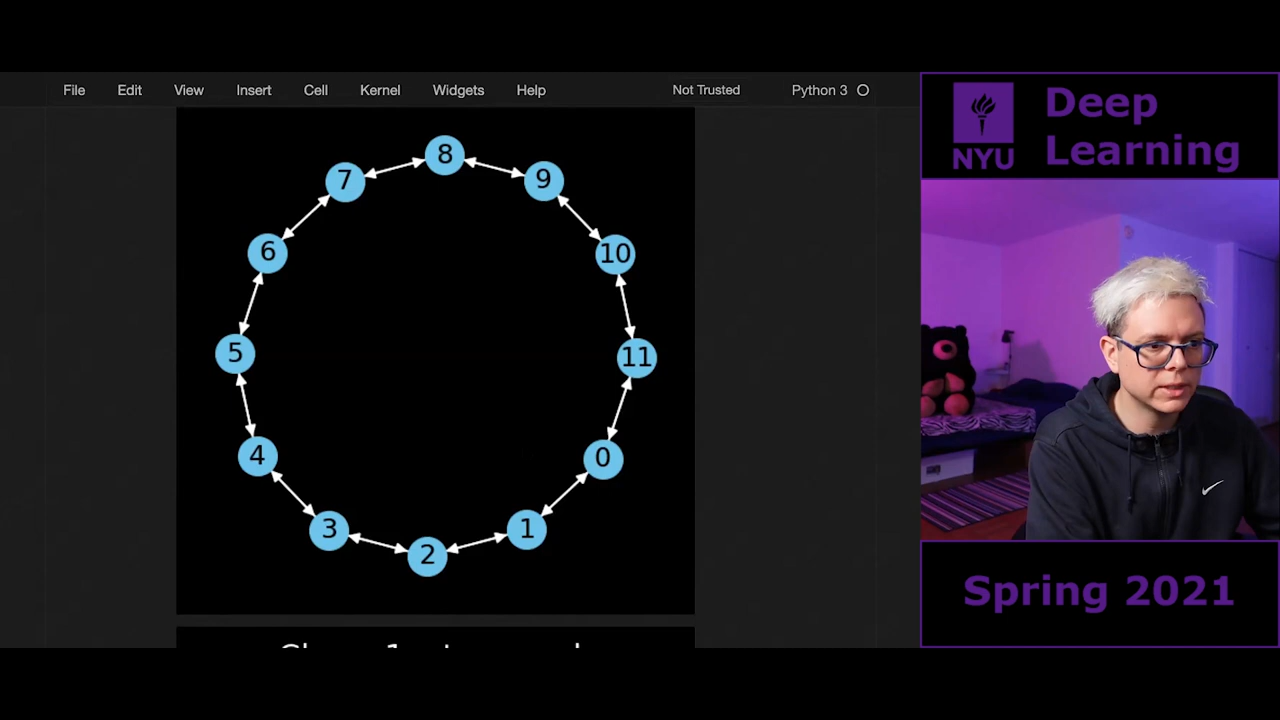 File Edit View Insert Cell Kernel Widgets Help Not Trusted Python 3
8
7
9
6
10
5
11
4
0
3
1
2
NYU
Deep
Learning
Spring 2021